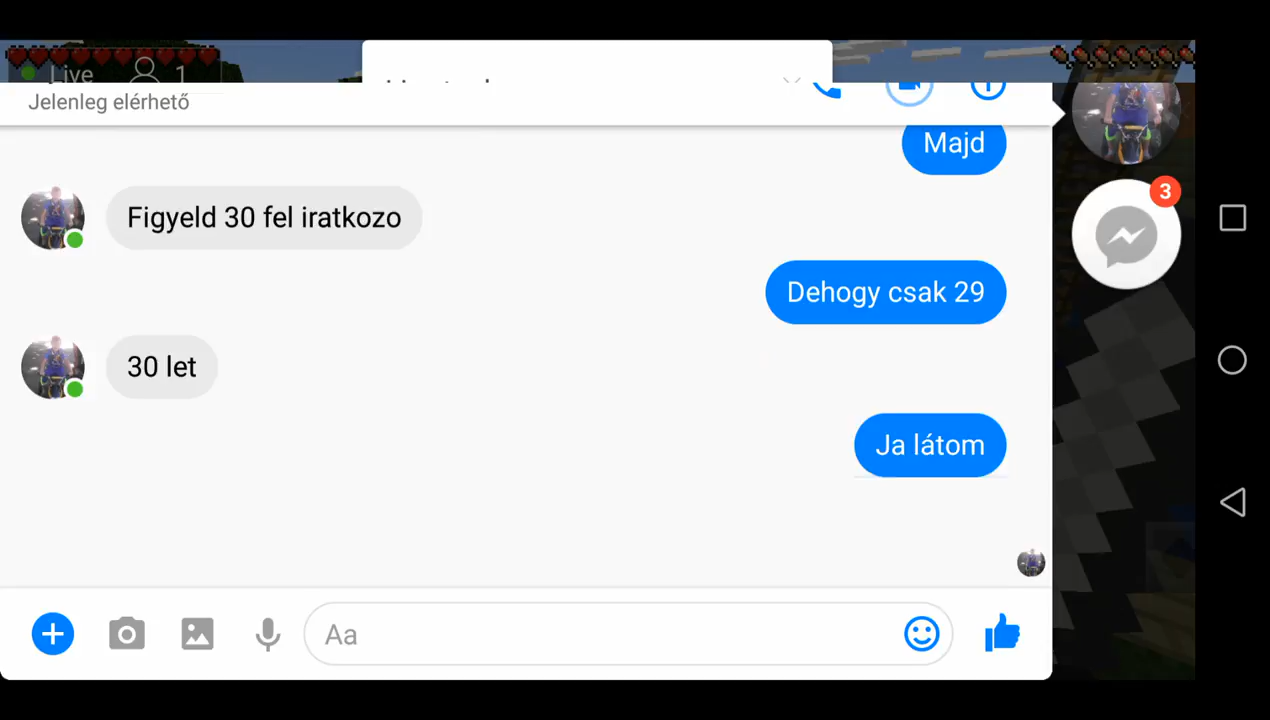 Live 1
Jelenleg elérhető
Majd
3
Figyeld 30 fel iratkozo
Dehogy csak 29
30 let
Ja látom
Aa